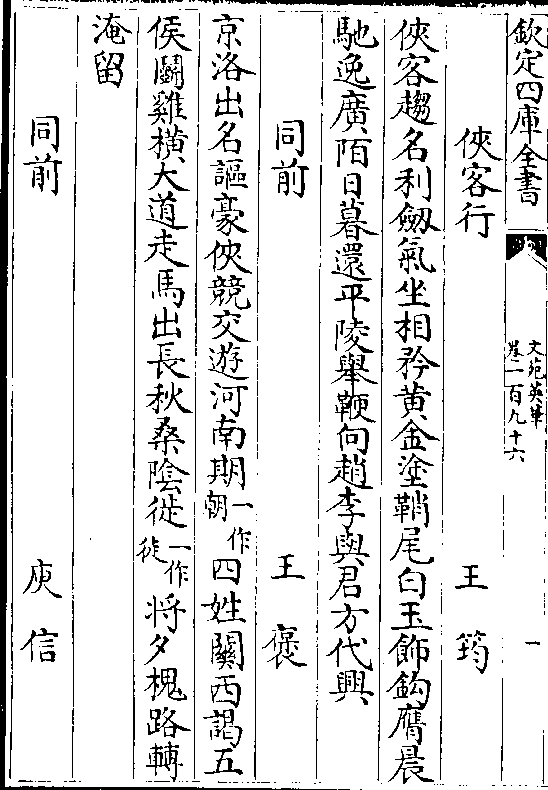 欽定四庫全書
文苑英華
卷一百九十六
一
俠客行 王筠
俠客趨名利劒氣坐相矜黄金塗鞘尾白玉飾鈎膺晨
馳逸廣陌日暮還平陵舉鞭向趙李與君方代興
同前 王襃
京洛出名謳豪俠競交遊河南期一作朝四姓關西謁五
侯鬭雞橫大道走馬出長秋桑陰徙一作徒將夕槐路轉
淹留
同前 庾信